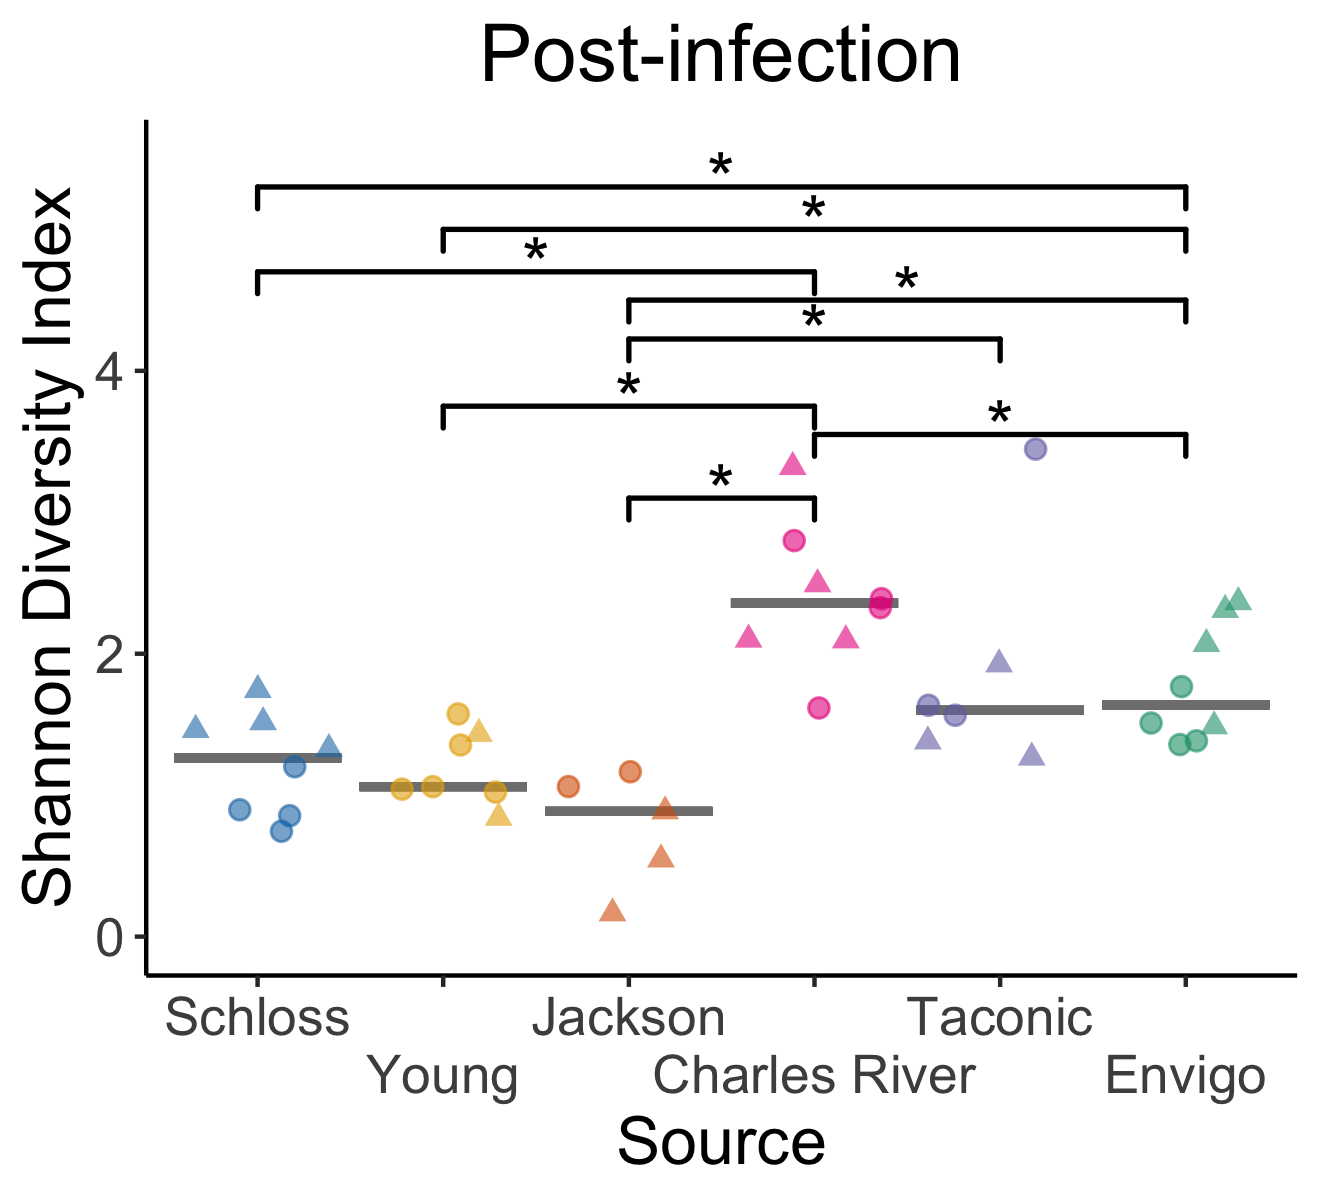 Post-infection
Shannon Diversity Index
*
*
*
*
*
*
*
*
4
2
0
Schloss
Young
Jackson
Charles River
Taconic
Envigo
Source